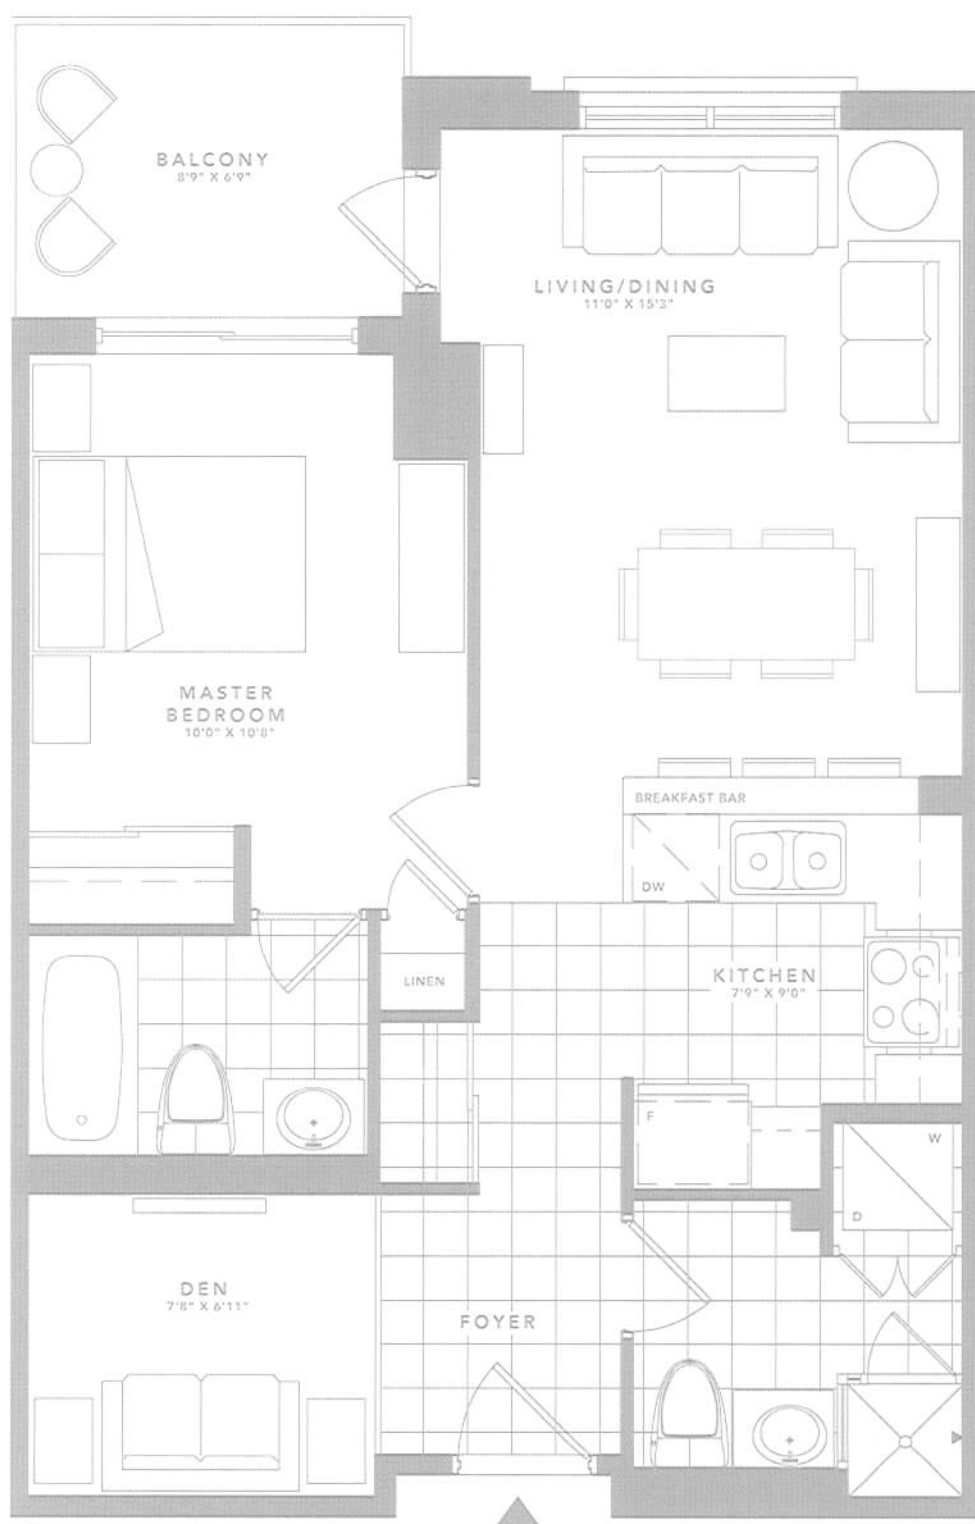 BALCONY
8'9" X 6'9"
LIVING/DINING
11'0" X 15'3"
MASTER
BEDROOM
10'0" X 10'8"
BREAKFAST BAR
DW
LINEN
KITCHEN
7'9" X 9'0"
F
W
D
DEN
7'8" X 6'11"
FOYER